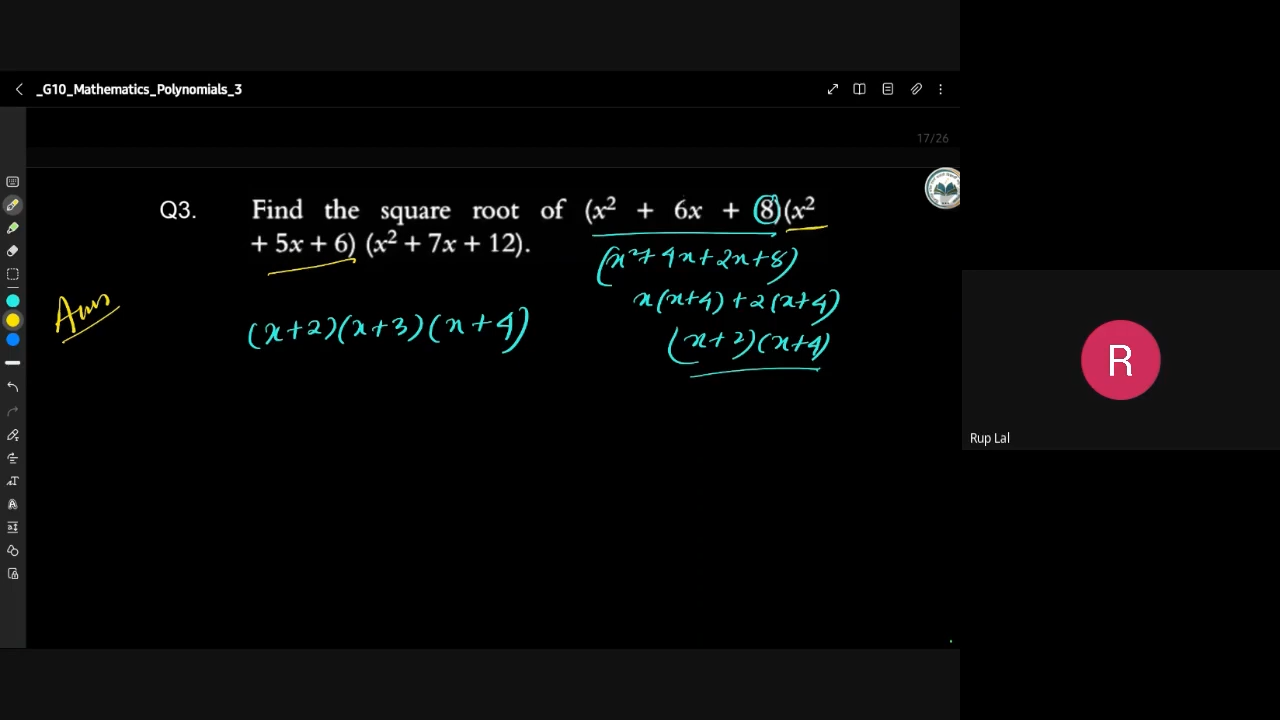 _G10_Mathematics_Polynomials_3
17/26
Q3. Find the square root of (x² + 6x + 8)(x²
+ 5x + 6) (x² + 7x + 12).
(x²+4x+2x+8)
x(x+4)+2(x+4)
(x+2)(x+4)
Ans
(x+2)(x+3)(x+4)
R
Rup Lal